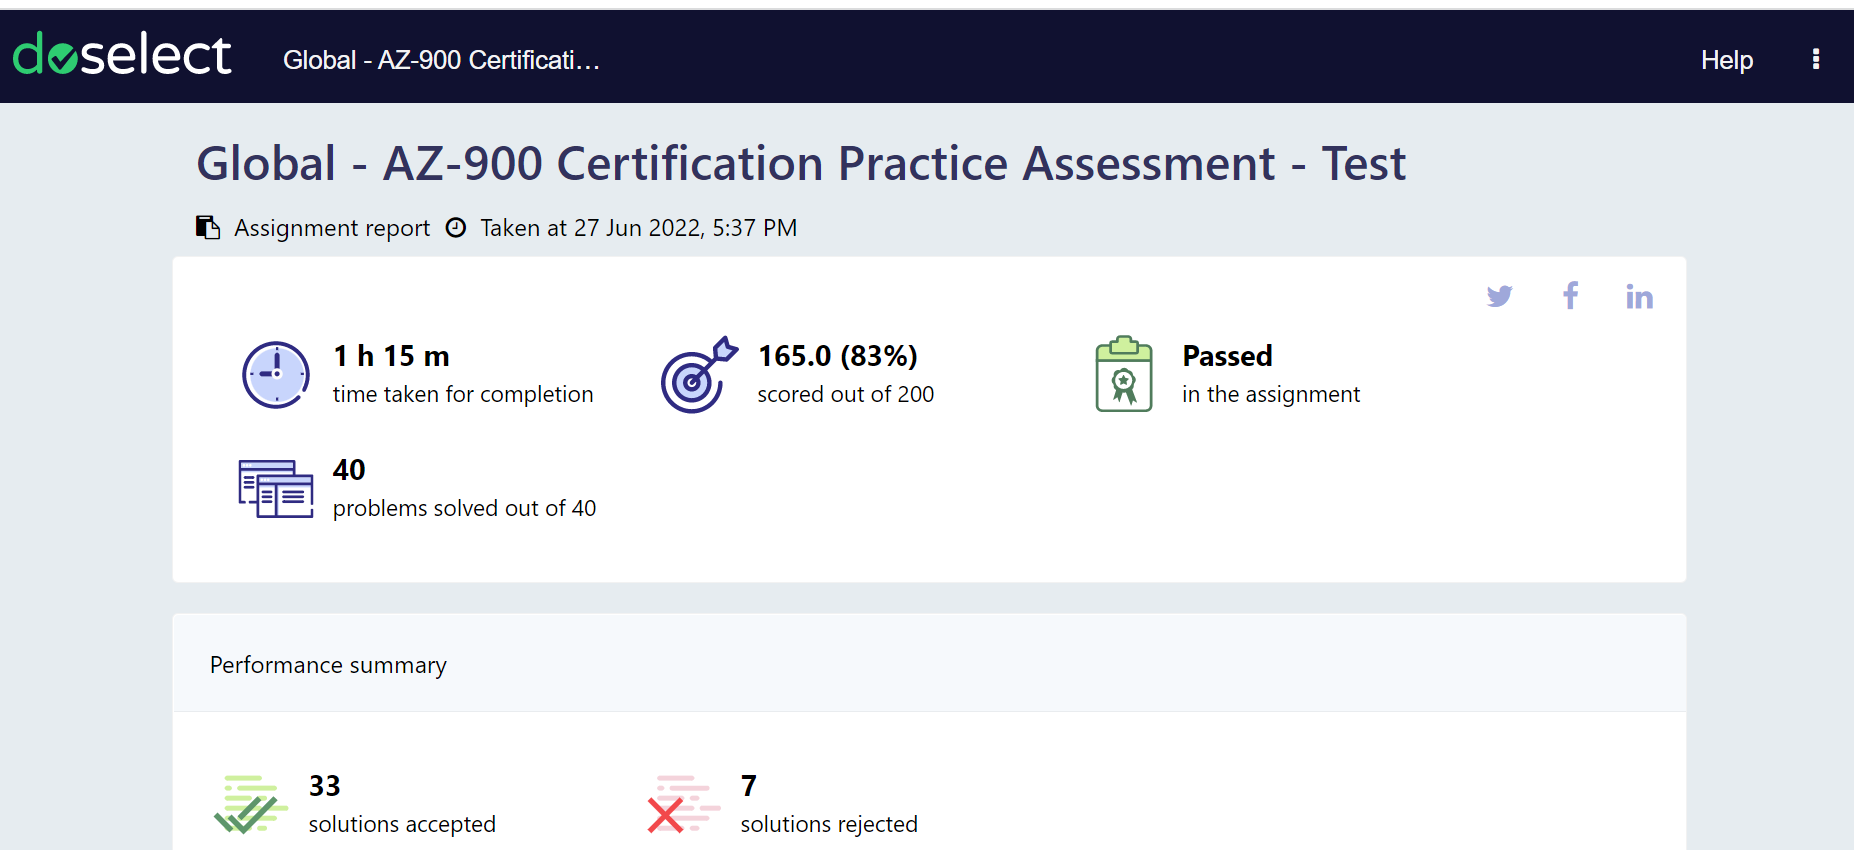 doselect
Global - AZ-900 Certificati...
Help
Global - AZ-900 Certification Practice Assessment - Test
Assignment report Taken at 27 Jun 2022, 5:37 PM
1 h 15 m
time taken for completion
165.0 (83%)
scored out of 200
Passed
in the assignment
40
problems solved out of 40
Performance summary
33
solutions accepted
7
solutions rejected